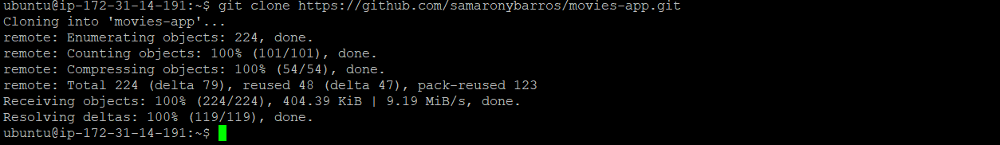 ubuntu@ip-172-31-14-191:~$ git clone https://github.com/samaronybarros/movies-app.git
Cloning into 'movies-app'...
remote: Enumerating objects: 224, done.
remote: Counting objects: 100% (101/101), done.
remote: Compressing objects: 100% (54/54), done.
remote: Total 224 (delta 79), reused 48 (delta 47), pack-reused 123
Receiving objects: 100% (224/224), 404.39 KiB | 9.19 MiB/s, done.
Resolving deltas: 100% (119/119), done.
ubuntu@ip-172-31-14-191:~$